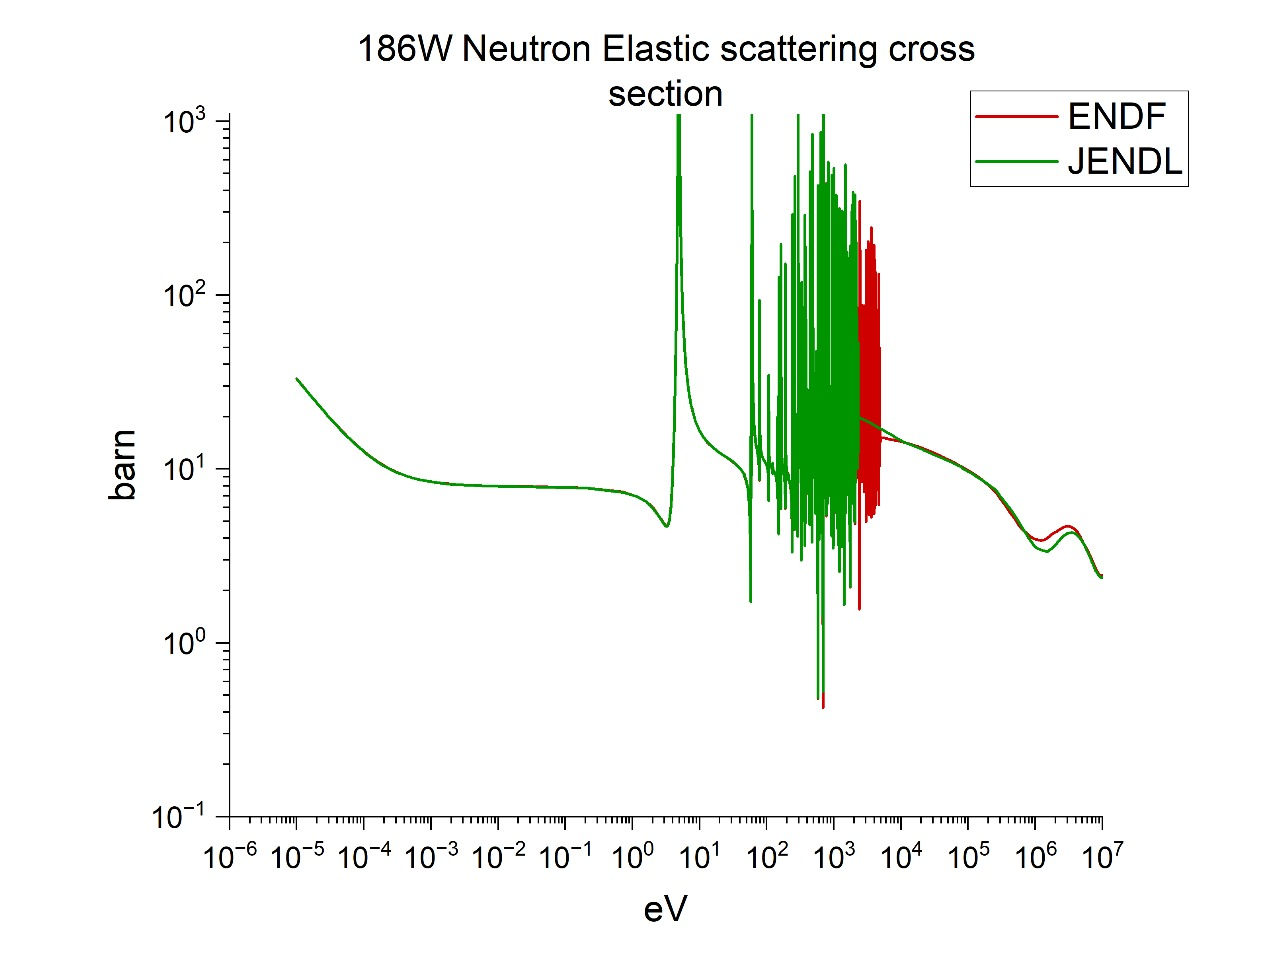 186W Neutron Elastic scattering cross
section
ENDF
JENDL
10³
10²
10¹
10⁰
10⁻¹
barn
10⁻⁶ 10⁻⁵ 10⁻⁴ 10⁻³ 10⁻² 10⁻¹ 10⁰ 10¹ 10² 10³ 10⁴ 10⁵ 10⁶ 10⁷
eV